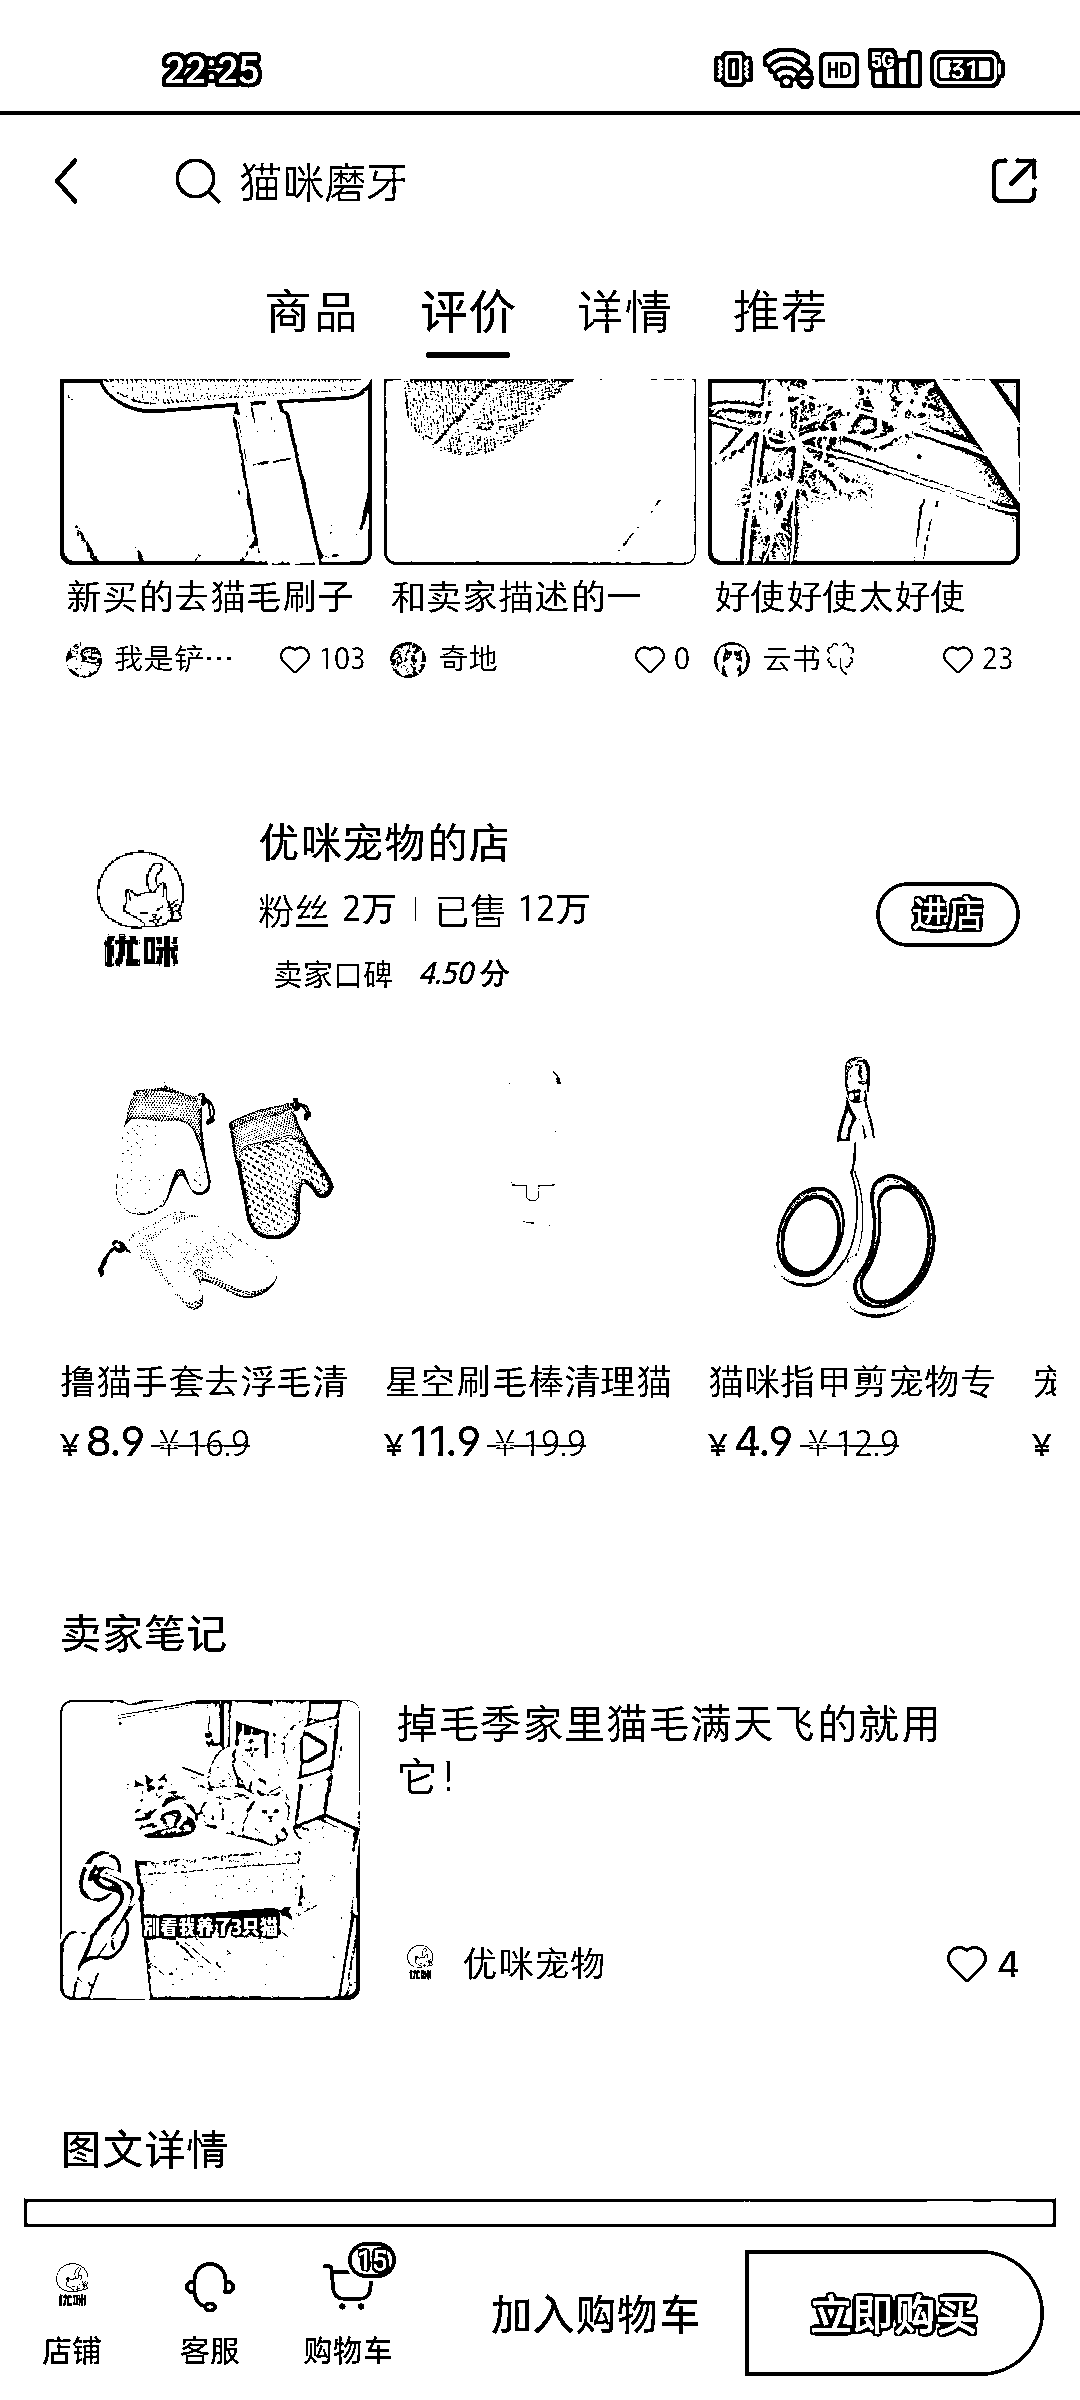 22:25
HD 5G 31
猫咪磨牙
商品 评价 详情 推荐
新买的去猫毛刷子 和卖家描述的一 好使好使太好使
我是铲… 103 奇地 0 云书 23
优咪宠物的店
粉丝 2万 已售 12万
进店
优咪
卖家口碑 4.50分
撸猫手套去浮毛清 星空刷毛棒清理猫 猫咪指甲剪宠物专 宠
¥8.9 ¥16.9 ¥11.9 ¥19.9 ¥4.9 ¥12.9 ¥
卖家笔记
掉毛季家里猫毛满天飞的就用
它!
别看我养了3只猫
优咪 优咪宠物 4
图文详情
15
优咪
加入购物车 立即购买
店铺 客服 购物车